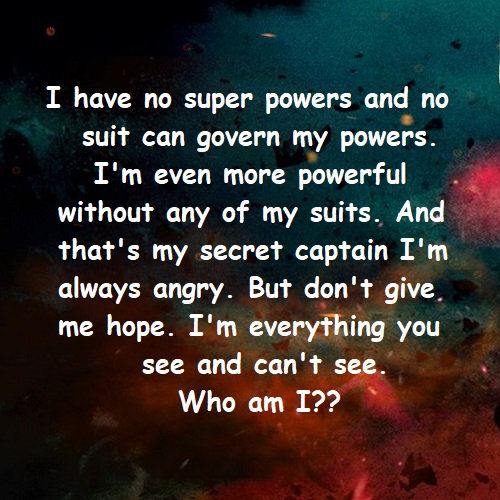 I have no super powers and no
suit can govern my powers.
I'm even more powerful
without any of my suits. And
that's my secret captain I'm
always angry. But don't give
me hope. I'm everything you
see and can't see.
Who am I??